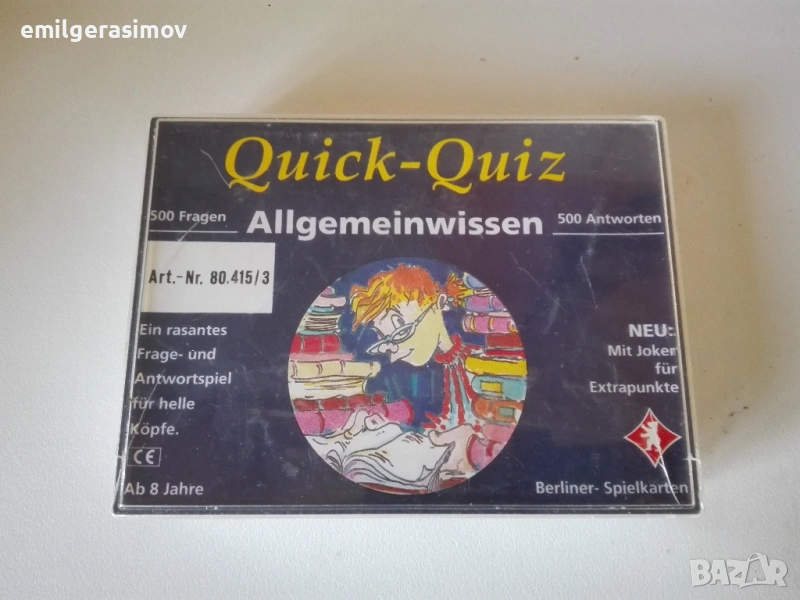 emilgerasimov
Quick-Quiz
500 Fragen
Allgemeinwissen
500 Antworten
Art.-Nr. 80.415/3
Ein rasantes
Frage- und
Antwortspiel
für helle
Köpfe.
CE
Ab 8 Jahre
NEU:
Mit Joker
für
Extrapunkte
Berliner- Spielkarten
BAZAR